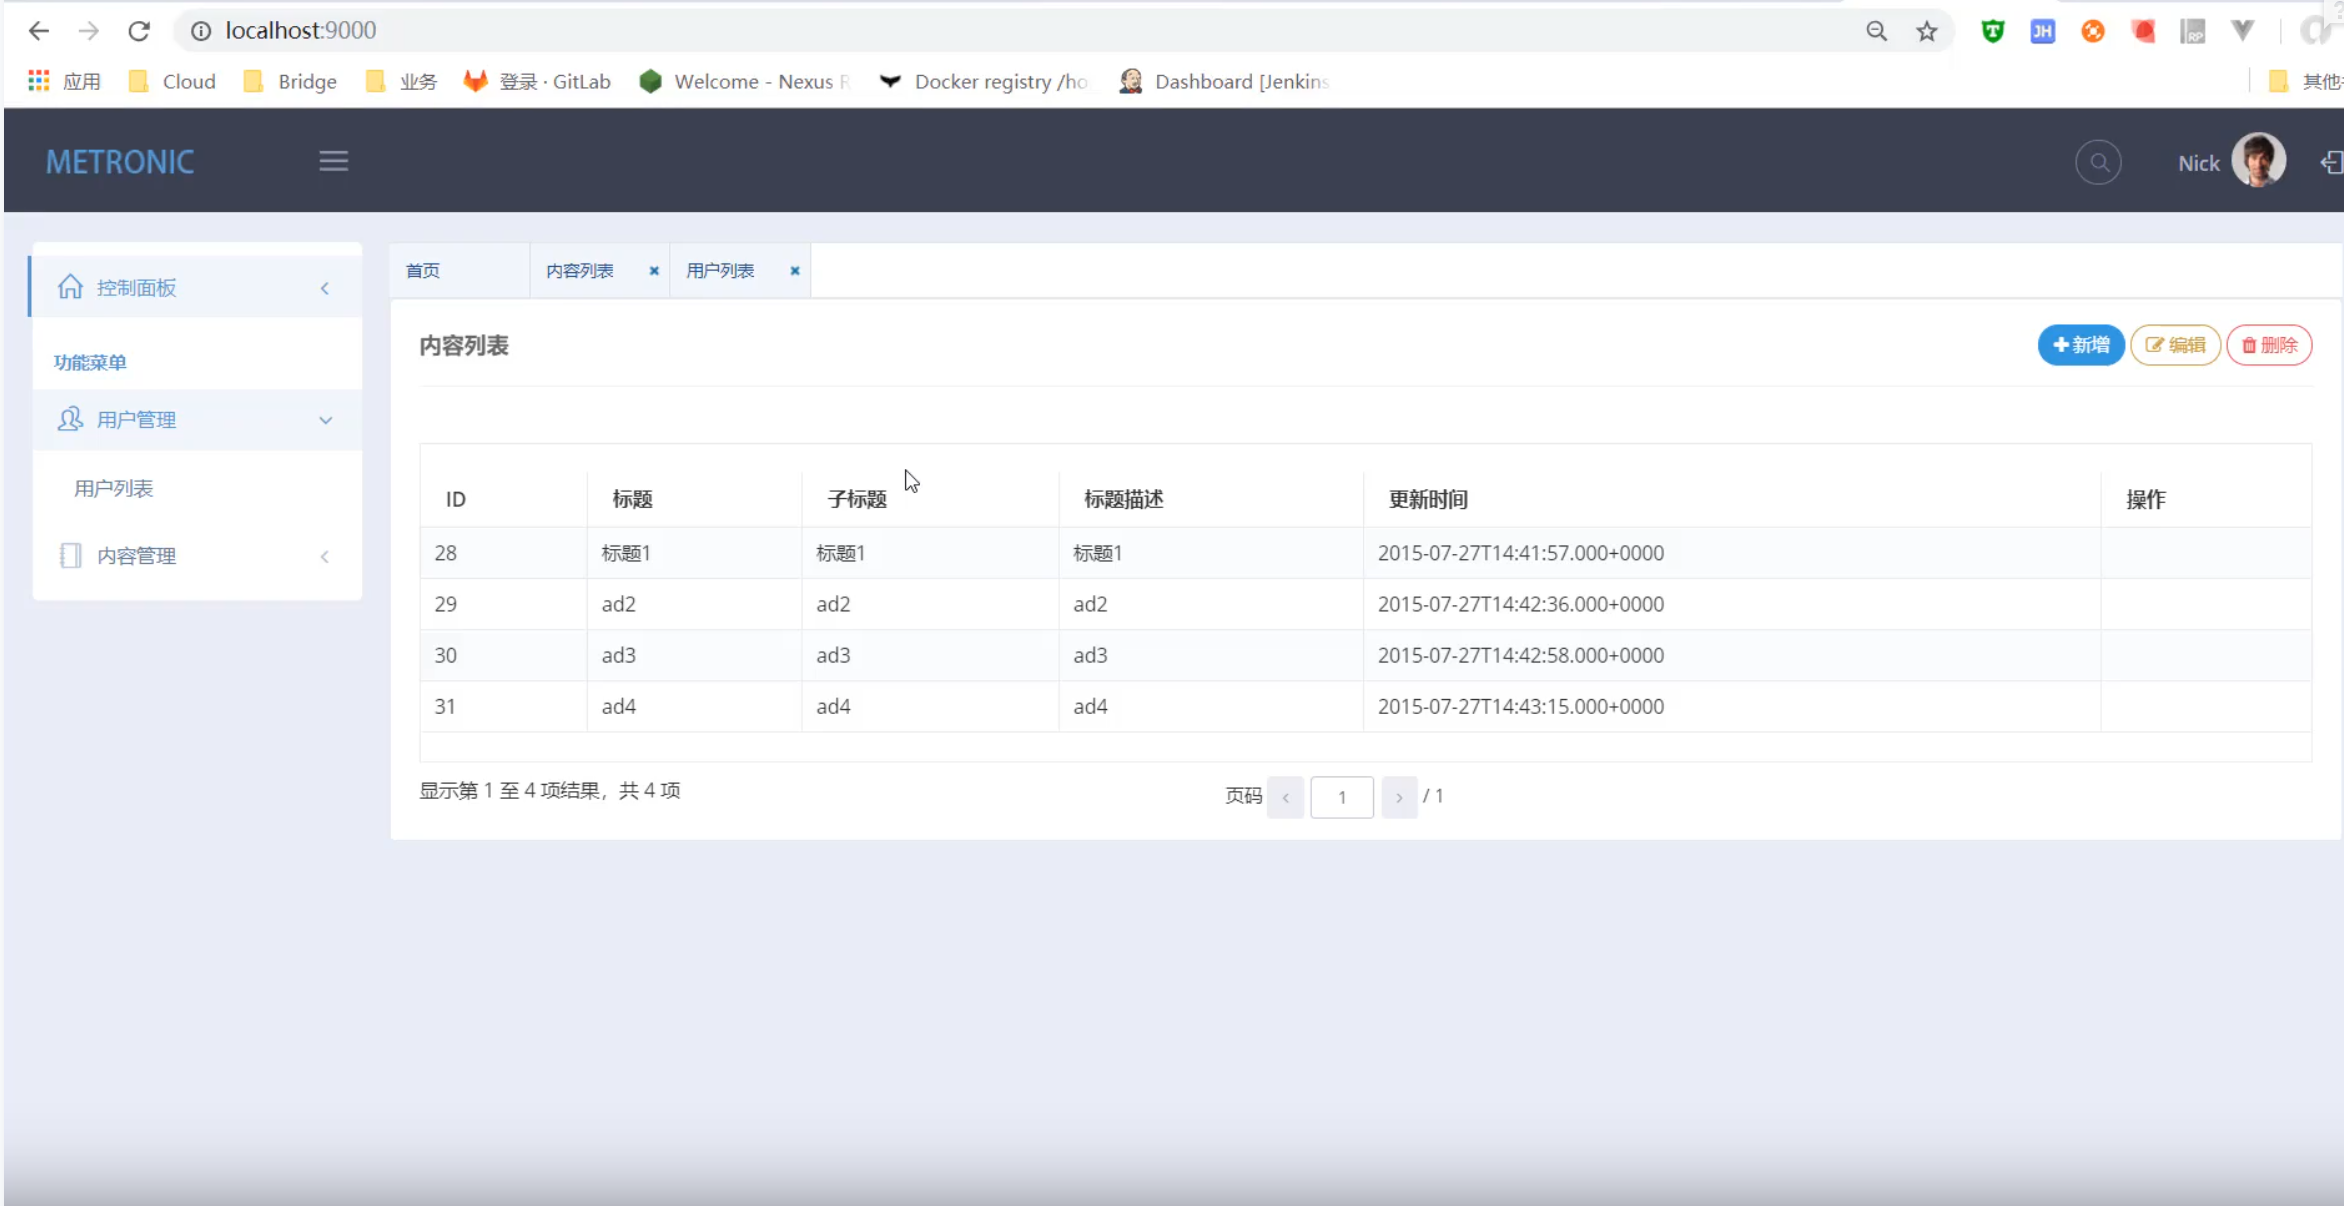 localhost:9000
应用 Cloud Bridge 业务 登录 · GitLab Welcome - Nexus Docker registry /ho Dashboard [Jenkins 其他
METRONIC Nick
控制面板
功能菜单
用户管理
用户列表
内容管理
首页 内容列表 用户列表
内容列表 新增 编辑 删除
ID 标题 子标题 标题描述 更新时间 操作
28 标题1 标题1 标题1 2015-07-27T14:41:57.000+0000
29 ad2 ad2 ad2 2015-07-27T14:42:36.000+0000
30 ad3 ad3 ad3 2015-07-27T14:42:58.000+0000
31 ad4 ad4 ad4 2015-07-27T14:43:15.000+0000
显示第 1 至 4 项结果，共 4 项 页码 1 / 1